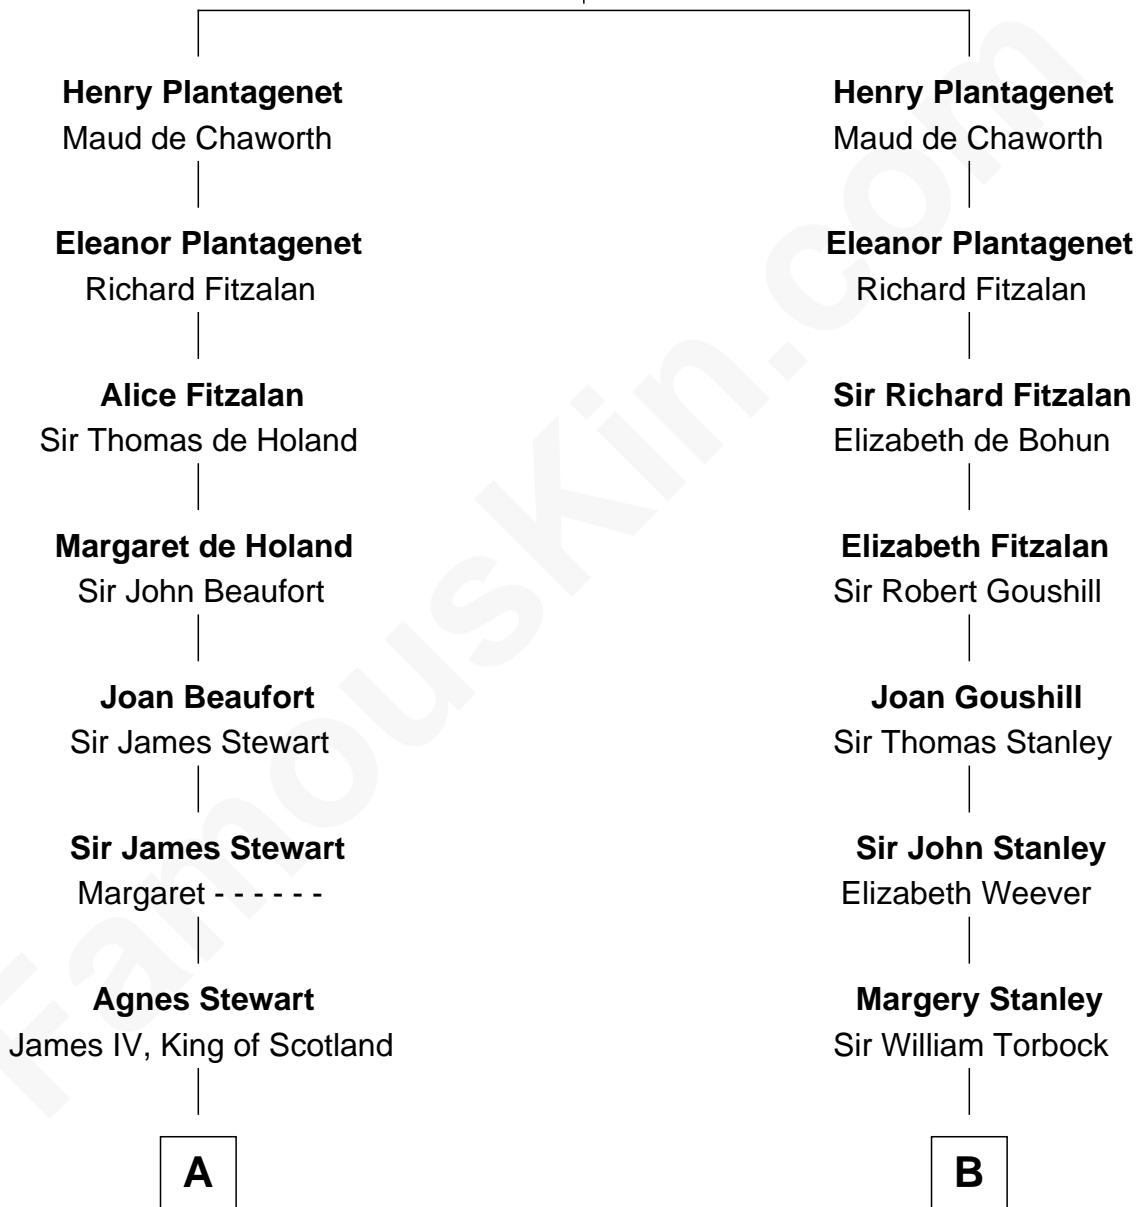 Henry Plantagenet
Maud de Chaworth
Eleanor Plantagenet
Richard Fitzalan
Alice Fitzalan
Sir Thomas de Holand
Margaret de Holand
Sir John Beaufort
Joan Beaufort
Sir James Stewart
Sir James Stewart
Margaret - - - - - -
Agnes Stewart
James IV, King of Scotland
A
Henry Plantagenet
Maud de Chaworth
Eleanor Plantagenet
Richard Fitzalan
Sir Richard Fitzalan
Elizabeth de Bohun
Elizabeth Fitzalan
Sir Robert Goushill
Joan Goushill
Sir Thomas Stanley
Sir John Stanley
Elizabeth Weever
Margery Stanley
Sir William Torbock
B
FamousKin.com